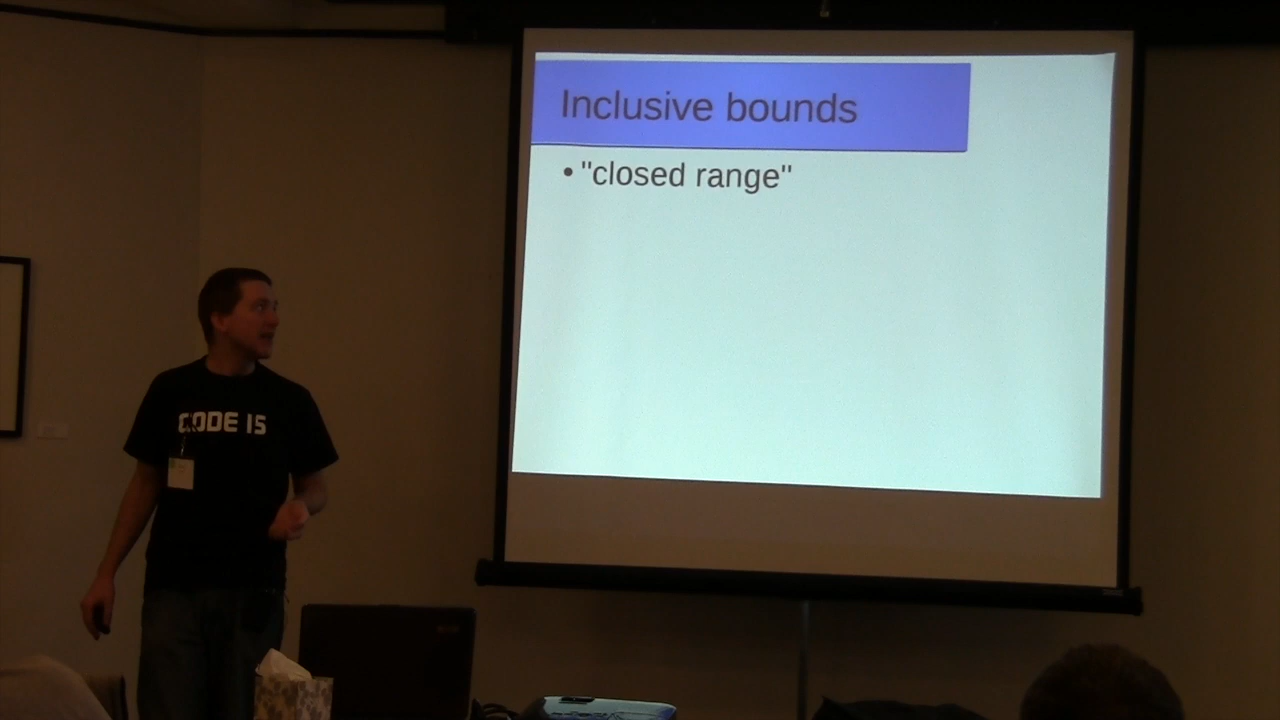 Inclusive bounds
• "closed range"
CODE IS